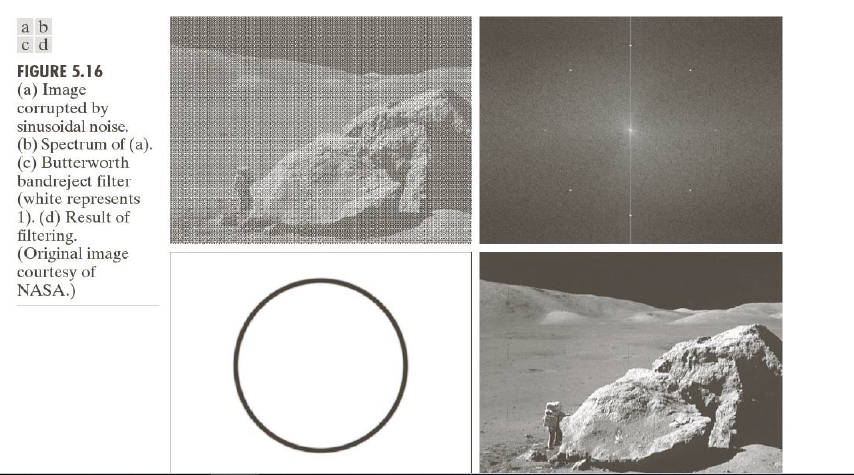 a b
c d
FIGURE 5.16
(a) Image
corrupted by
sinusoidal noise.
(b) Spectrum of (a).
(c) Butterworth
bandreject filter
(white represents
1). (d) Result of
filtering.
(Original image
courtesy of
NASA.)